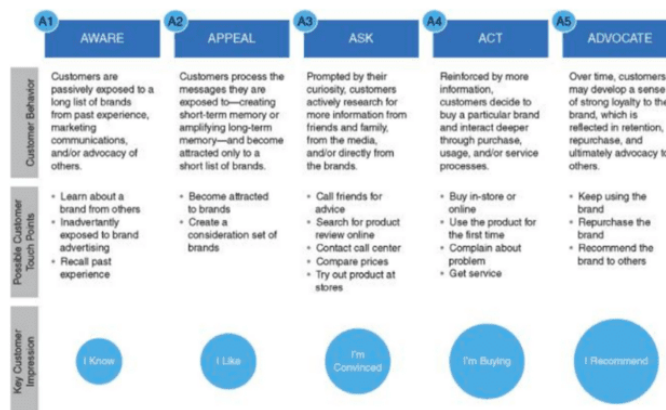 A1
AWARE
A2
APPEAL
A3
ASK
A4
ACT
A5
ADVOCATE
Customer Behavior
Customers are
passively exposed to a
long list of brands
from past experience,
marketing
communications,
and/or advocacy of
others.
Customers process the
messages they are
exposed to—creating
short-term memory or
amplifying long-term
memory—and become
attracted only to a
short list of brands.
Prompted by their
curiosity, customers
actively research for
more information from
friends and family,
from the media,
and/or directly from
the brands.
Reinforced by more
information,
customers decide to
buy a particular brand
and interact deeper
through purchase,
usage, and/or service
processes.
Over time, customers
may develop a sense
of strong loyalty to the
brand, which is
reflected in retention,
repurchase, and
ultimately advocacy to
others.
Possible Customer
Touch Points
• Learn about a
brand from others
• Inadvertantly
exposed to brand
advertising
• Recall past
experience
• Become attracted
to brands
• Create a
consideration set of
brands
• Call friends for
advice
• Search for product
review online
• Contact call center
• Compare prices
• Try out product at
stores
• Buy in-store or
online
• Use the product for
the first time
• Complain about
problem
• Get service
• Keep using the
brand
• Repurchase the
brand
• Recommend the
brand to others
Key Customer
Impression
I Know
I Like
I'm
Convinced
I'm Buying
I Recommend